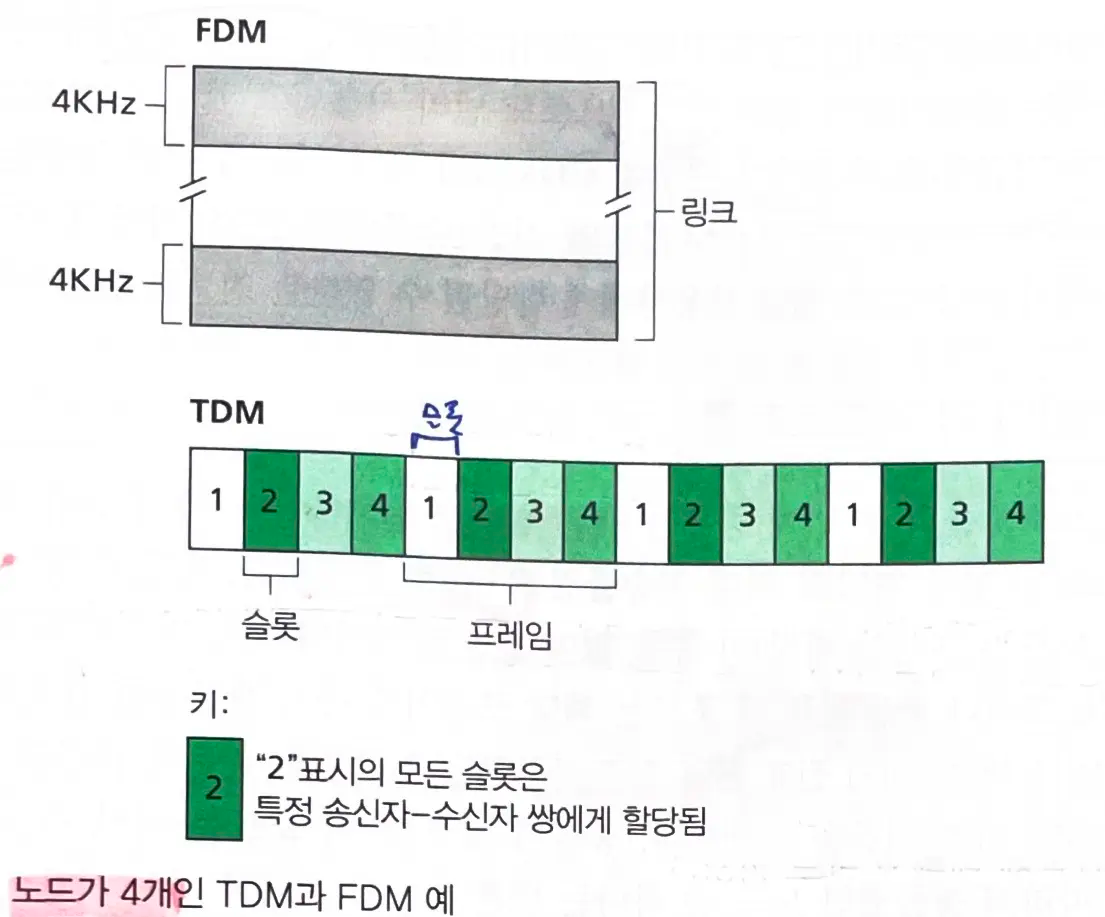 FDM
4KHz
링크
4KHz
TDM
슬롯
1 2 3 4 1 2 3 4 1 2 3 4 1 2 3 4
슬롯
프레임
키:
2
“2”표시의 모든 슬롯은
특정 송신자-수신자 쌍에게 할당됨
노드가 4개인 TDM과 FDM 예